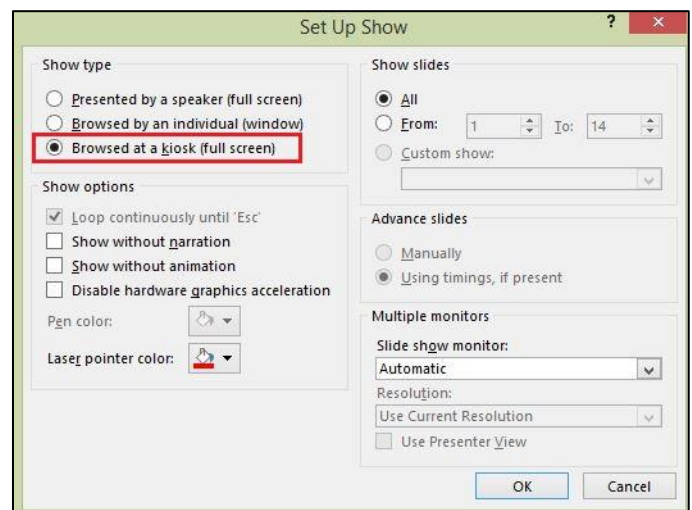 Set Up Show
?
×
Show type
Presented by a speaker (full screen)
Browsed by an individual (window)
Browsed at a kiosk (full screen)
Show options
Loop continuously until 'Esc'
Show without narration
Show without animation
Disable hardware graphics acceleration
Pen color:
Laser pointer color:
Show slides
All
From: 1 To: 14
Custom show:
Advance slides
Manually
Using timings, if present
Multiple monitors
Slide show monitor:
Automatic
Resolution:
Use Current Resolution
Use Presenter View
OK Cancel